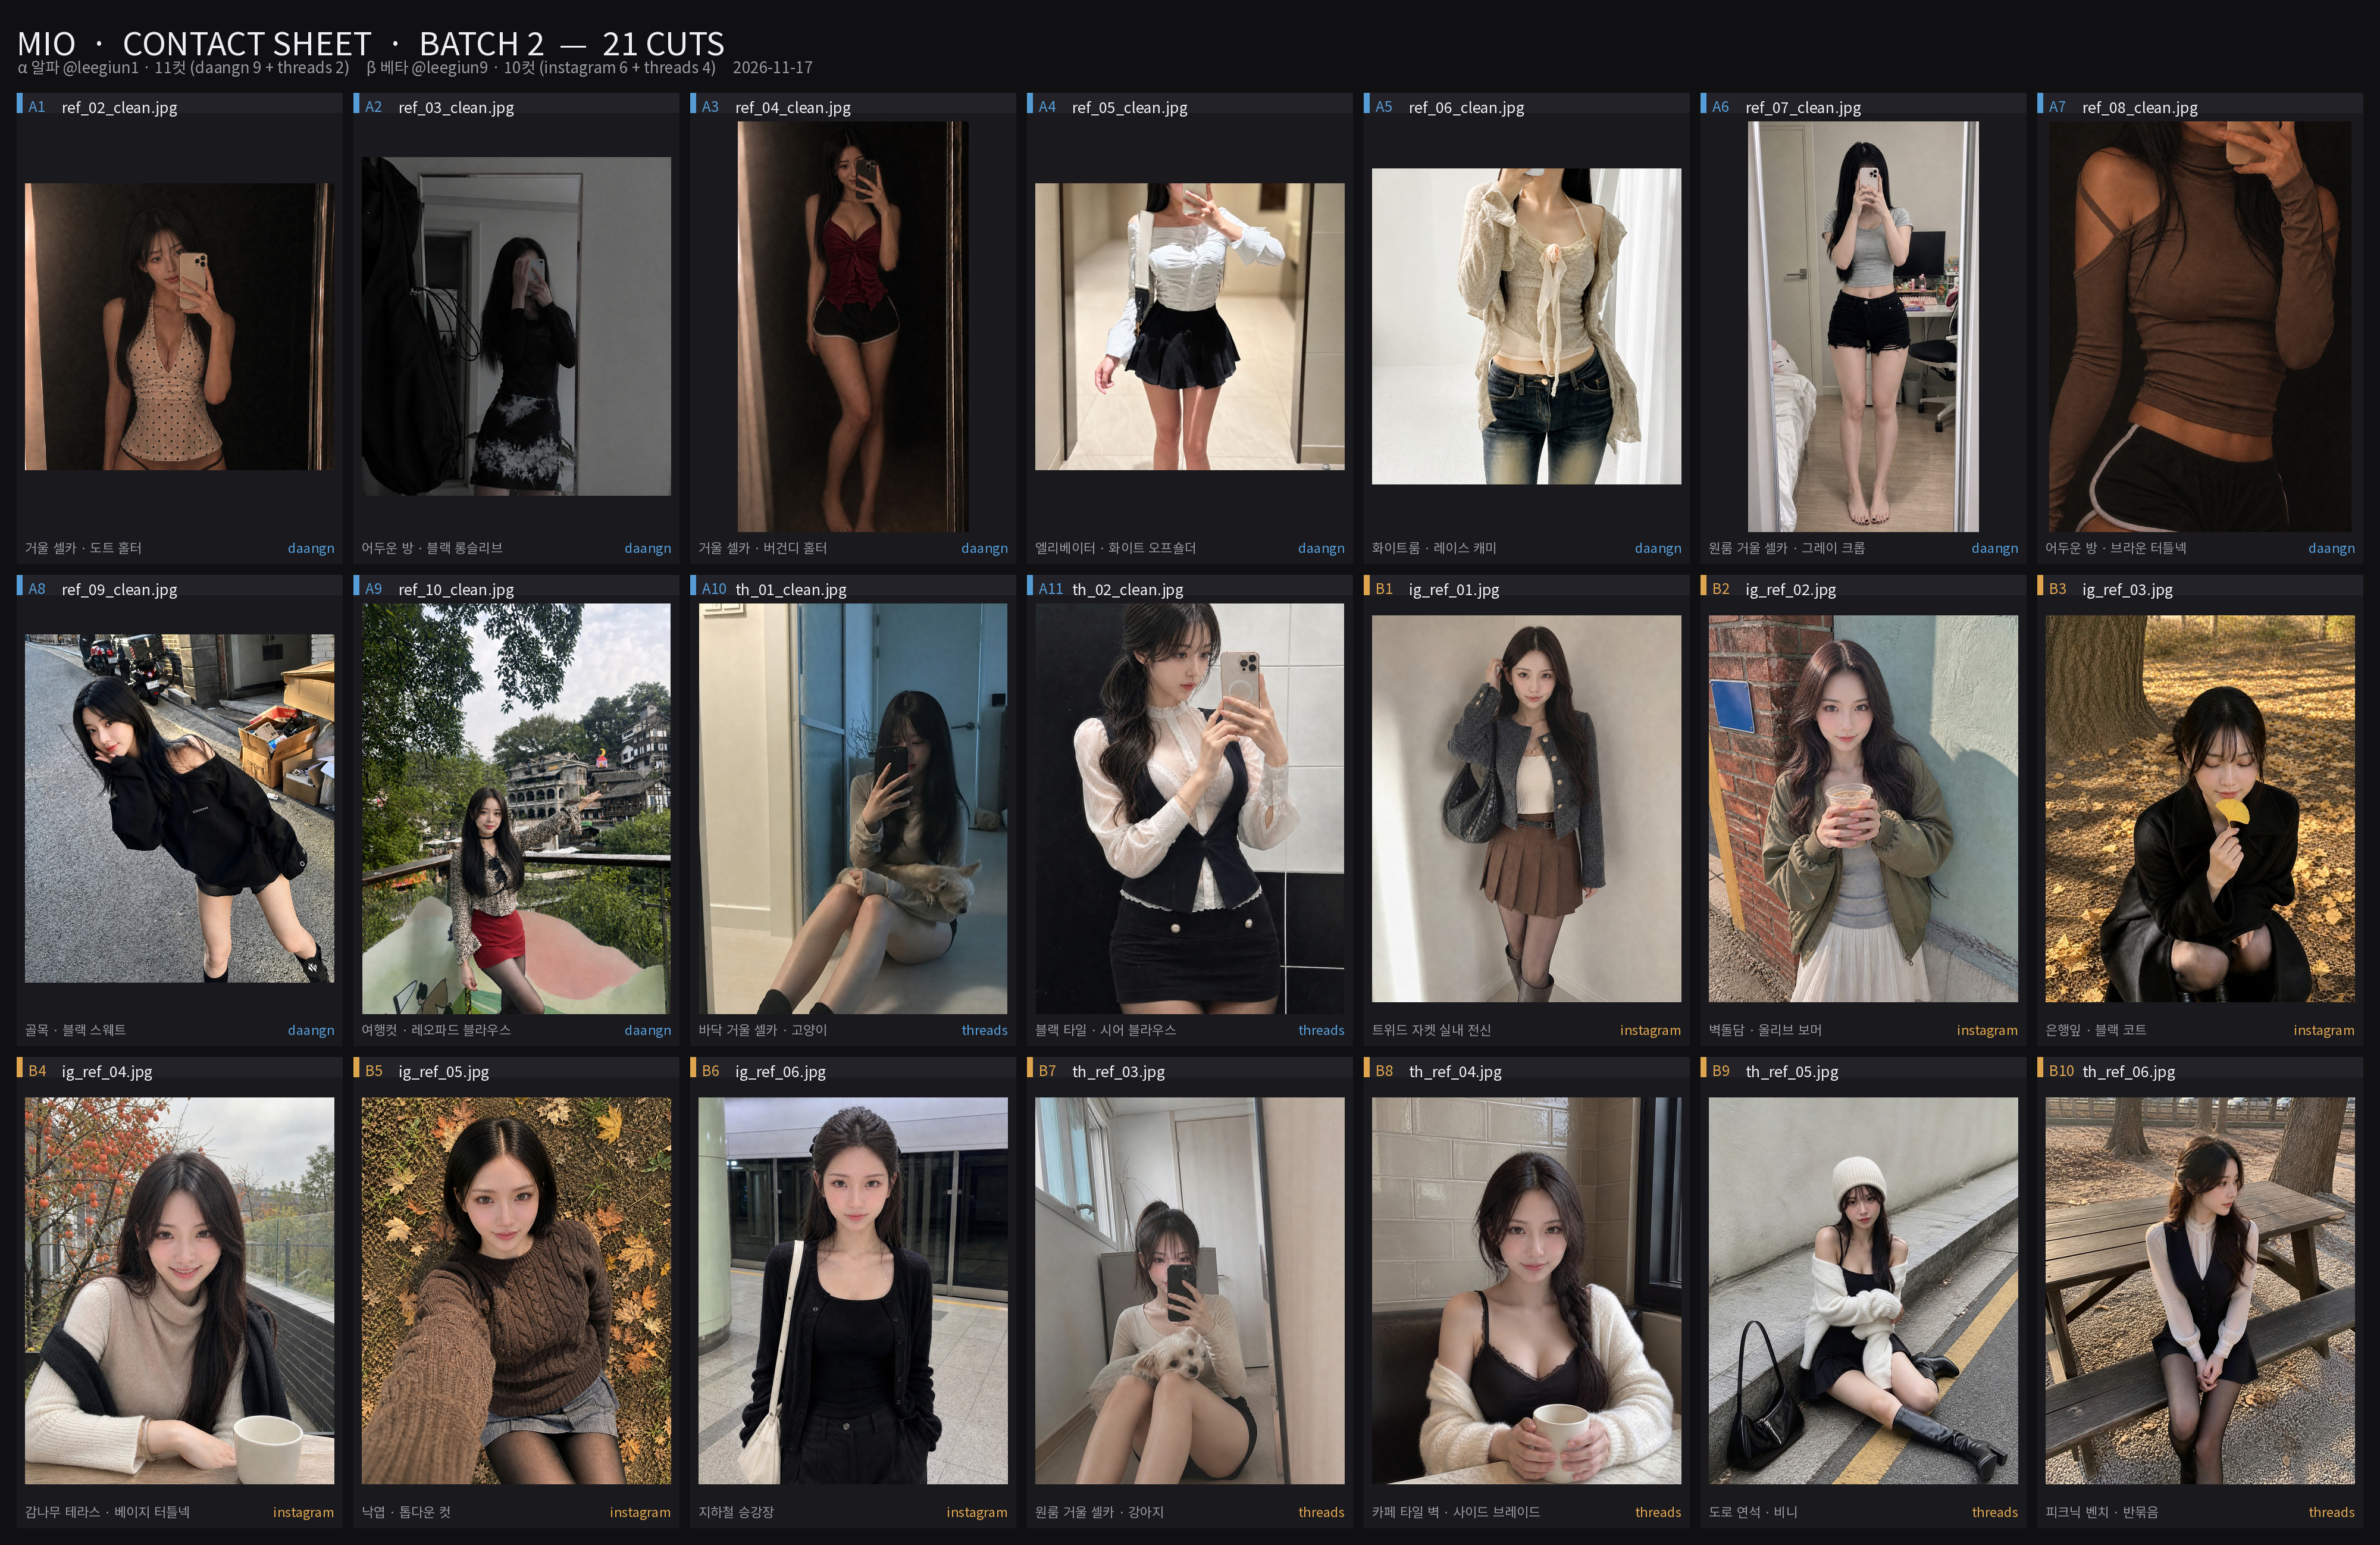 MIO · CONTACT SHEET · BATCH 2 — 21 CUTS
α 알파 @leegiun1 · 11컷 (daangn 9 + threads 2) β 베타 @leegiun9 · 10컷 (instagram 6 + threads 4) 2026-11-17
A1 ref_02_clean.jpg
A2 ref_03_clean.jpg
A3 ref_04_clean.jpg
A4 ref_05_clean.jpg
A5 ref_06_clean.jpg
A6 ref_07_clean.jpg
A7 ref_08_clean.jpg
거울 셀카 · 도트 홀터 daangn
어두운 방 · 블랙 롱슬리브 daangn
거울 셀카 · 버건디 홀터 daangn
엘리베이터 · 화이트 오프숄더 daangn
화이트룸 · 레이스 캐미 daangn
원룸 거울 셀카 · 그레이 크롭 daangn
어두운 방 · 브라운 터틀넥 daangn
A8 ref_09_clean.jpg
A9 ref_10_clean.jpg
A10 th_01_clean.jpg
A11 th_02_clean.jpg
B1 ig_ref_01.jpg
B2 ig_ref_02.jpg
B3 ig_ref_03.jpg
골목 · 블랙 스웨트 daangn
여행컷 · 레오파드 블라우스 daangn
바닥 거울 셀카 · 고양이 threads
블랙 타일 · 시어 블라우스 threads
트위드 자켓 실내 전신 instagram
벽돌담 · 올리브 보머 instagram
은행잎 · 블랙 코트 instagram
B4 ig_ref_04.jpg
B5 ig_ref_05.jpg
B6 ig_ref_06.jpg
B7 th_ref_03.jpg
B8 th_ref_04.jpg
B9 th_ref_05.jpg
B10 th_ref_06.jpg
감나무 테라스 · 베이지 터틀넥 instagram
낙엽 · 톱다운 컷 instagram
지하철 승강장 instagram
원룸 거울 셀카 · 강아지 threads
카페 타일 벽 · 사이드 브레이드 threads
도로 연석 · 비니 threads
피크닉 벤치 · 반묶음 threads